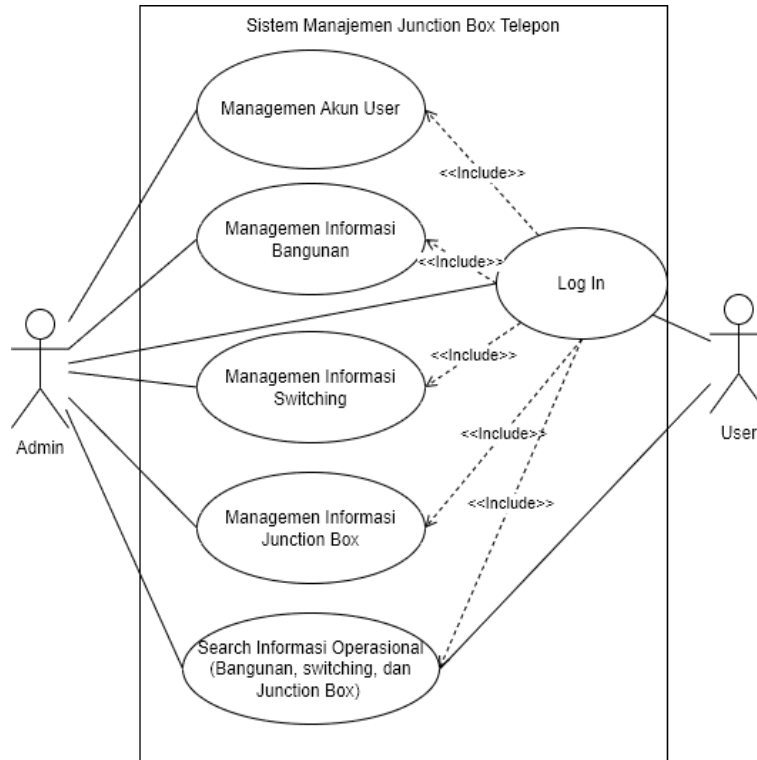 Sistem Manajemen Junction Box Telepon
Managemen Akun User
<<Include>>
Managemen Informasi
Bangunan
<<Include>>
Log In
Managemen Informasi
Switching
<<Include>>
Admin
User
<<Include>>
<<Include>>
Managemen Informasi
Junction Box
Search Informasi Operasional
(Bangunan, switching, dan
Junction Box)